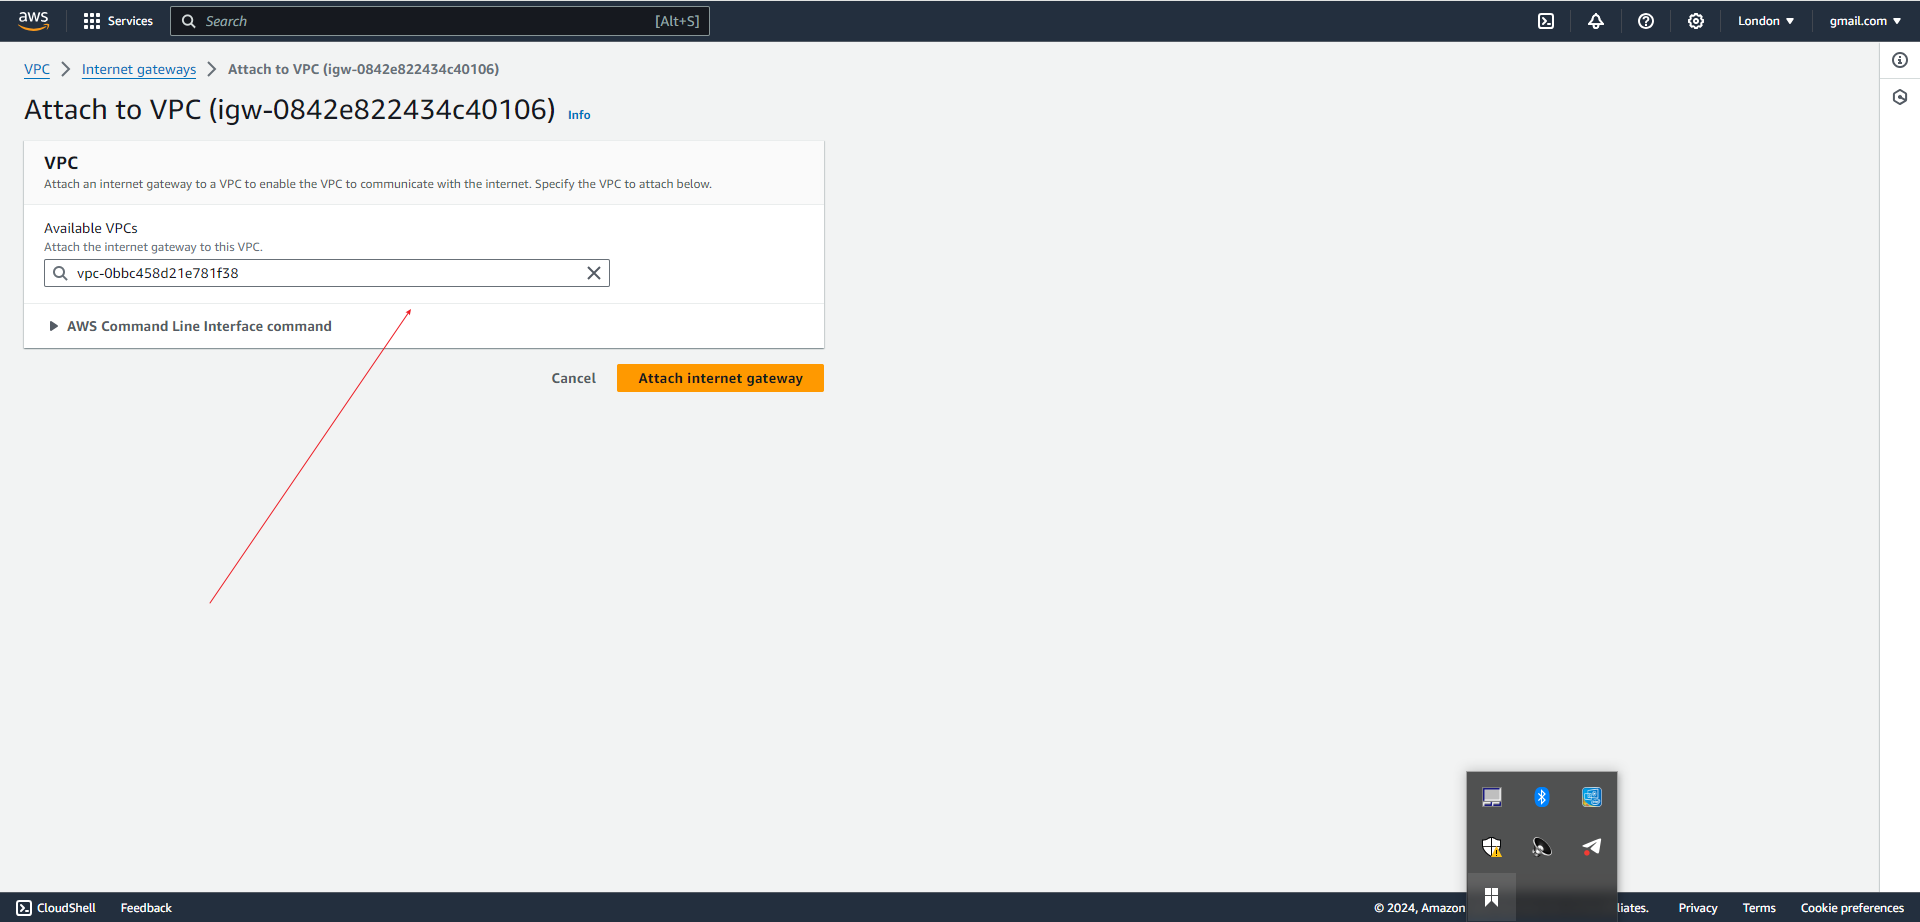 aws Services Search [Alt+S] London gmail.com
VPC Internet gateways Attach to VPC (igw-0842e822434c40106)
Attach to VPC (igw-0842e822434c40106) Info
VPC
Attach an internet gateway to a VPC to enable the VPC to communicate with the internet. Specify the VPC to attach below.
Available VPCs
Attach the internet gateway to this VPC.
vpc-0bbc458d21e781f38
AWS Command Line Interface command
Cancel Attach internet gateway
CloudShell Feedback © 2024, Amazon liates. Privacy Terms Cookie preferences